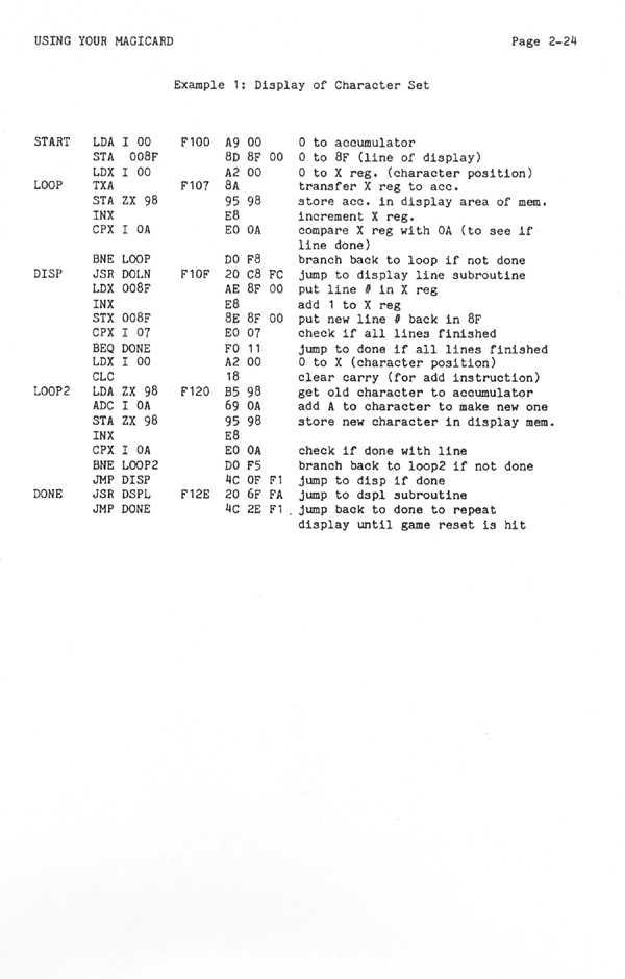 USING YOUR MAGICARD Page 2-24
Example 1: Display of Character Set
START LDA I 00 F100 A9 00 0 to accumulator
STA 008F 8D 8F 00 0 to 8F (line of display)
LDX I 00 A2 00 0 to X reg. (character position)
LOOP TXA F107 8A transfer X reg to acc.
STA ZX 98 95 98 store acc. in display area of mem.
INX E8 increment X reg.
CPX I 0A E0 0A compare X reg with 0A (to see if
line done)
BNE LOOP D0 F8 branch back to loop if not done
DISP JSR DOLN F10F 20 C8 FC jump to display line subroutine
LDX 008F AE 8F 00 put line # in X reg
INX E8 add 1 to X reg
STX 008F 8E 8F 00 put new line # back in 8F
CPX I 07 E0 07 check if all lines finished
BEQ DONE F0 11 jump to done if all lines finished
LDX I 00 A2 00 0 to X (character position)
CLC 18 clear carry (for add instruction)
LOOP2 LDA ZX 98 F120 B5 98 get old character to accumulator
ADC I 0A 69 0A add A to character to make new one
STA ZX 98 95 98 store new character in display mem.
INX E8
CPX I 0A E0 0A check if done with line
BNE LOOP2 D0 F5 branch back to loop2 if not done
JMP DISP 4C 0F F1 jump to disp if done
DONE JSR DSPL F12E 20 6F FA jump to dspl subroutine
JMP DONE 4C 2E F1 . jump back to done to repeat
display until game reset is hit